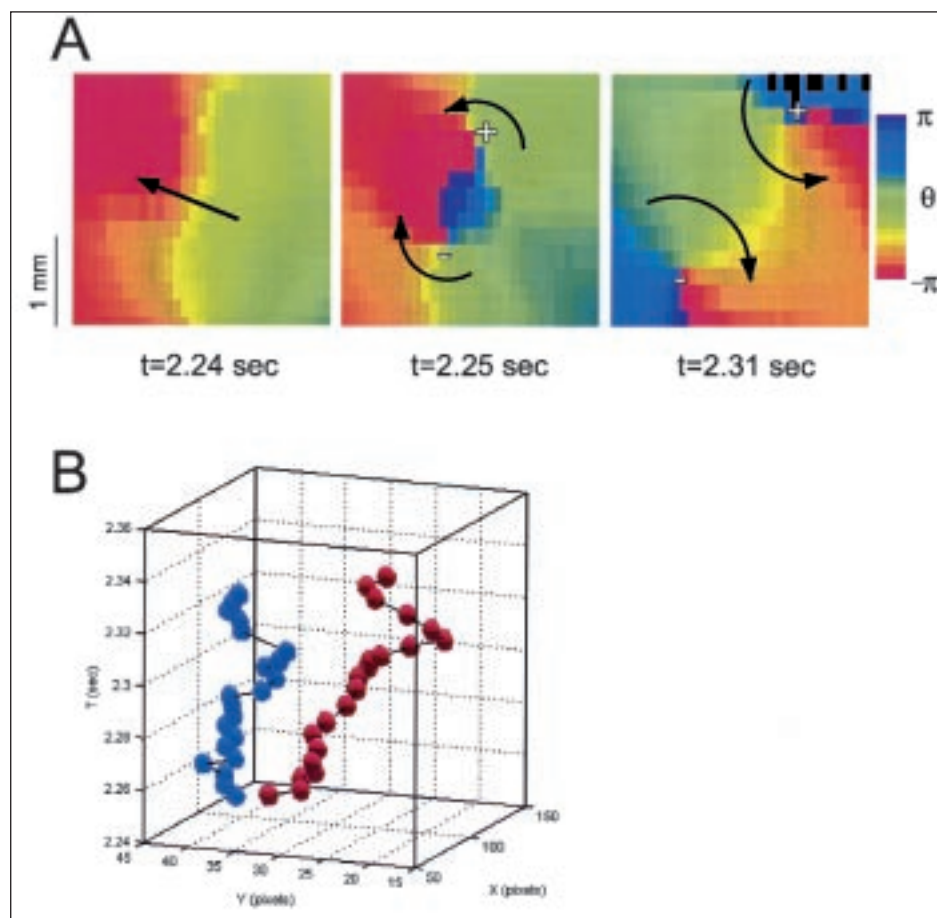 A
+
-
+
-
π
θ
-π
1 mm
t=2.24 sec
t=2.25 sec
t=2.31 sec
B
2.36
2.34
2.32
2.3
2.28
2.26
2.24
T (sec)
45
40
35
30
25
20
15
Y (pixels)
50
100
150
X (pixels)